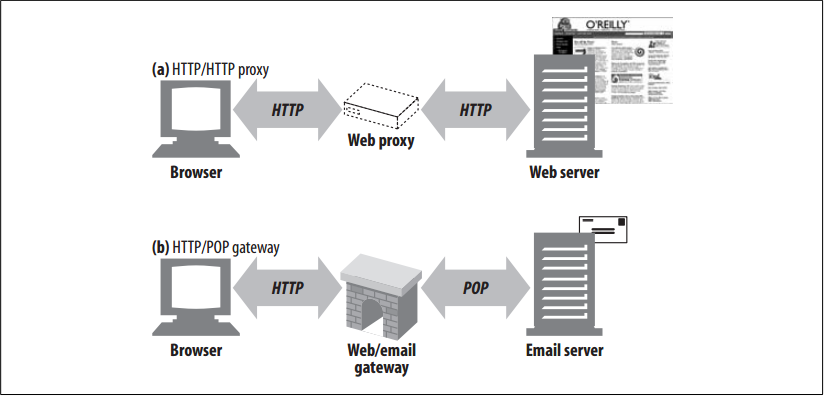 O'REILLY
(a) HTTP/HTTP proxy
HTTP
HTTP
Web proxy
Browser
Web server
(b) HTTP/POP gateway
HTTP
POP
Browser
Web/email
gateway
Email server